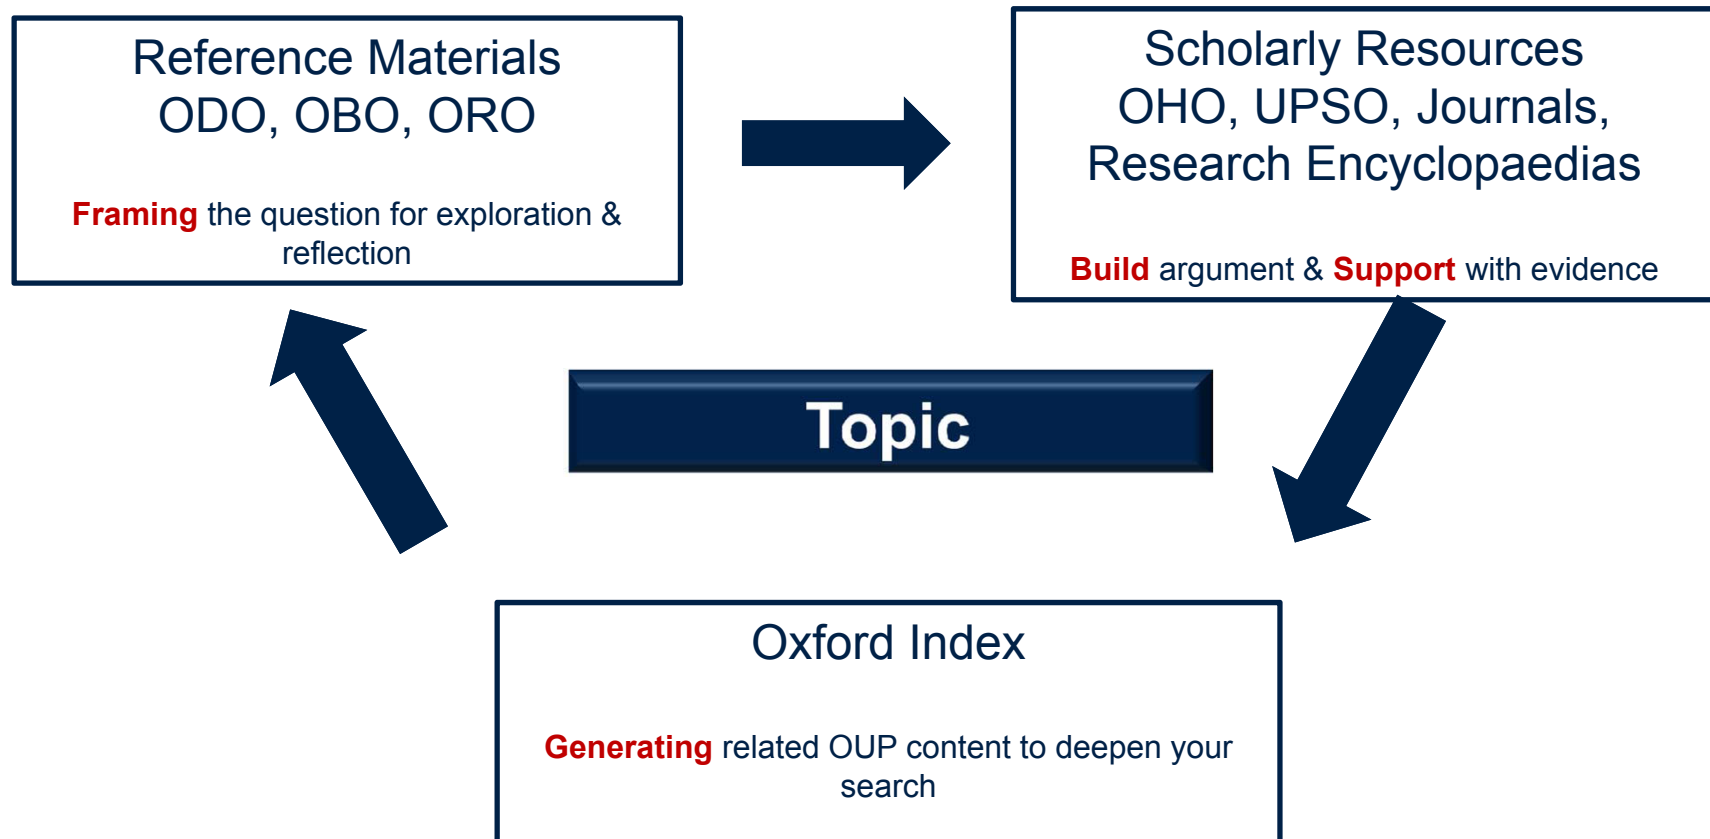 Reference Materials
ODO, OBO, ORO
Framing the question for exploration &
reflection
Scholarly Resources
OHO, UPSO, Journals,
Research Encyclopaedias
Build argument & Support with evidence
Topic
Oxford Index
Generating related OUP content to deepen your
search